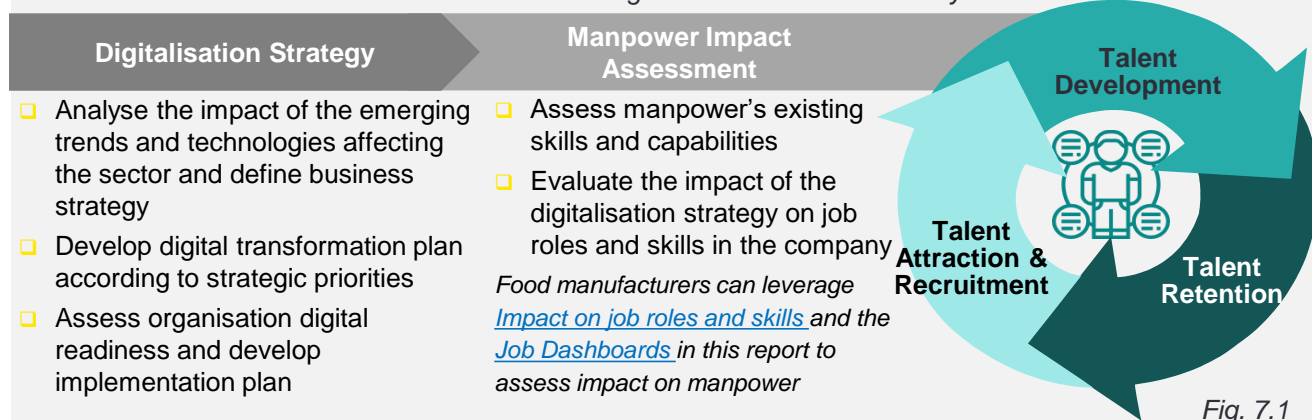 Digitalisation Strategy
Manpower Impact
Assessment
Analyse the impact of the emerging
trends and technologies affecting
the sector and define business
strategy
Develop digital transformation plan
according to strategic priorities
Assess organisation digital
readiness and develop
implementation plan
Assess manpower's existing
skills and capabilities
Evaluate the impact of the
digitalisation strategy on job
roles and skills in the company
Food manufacturers can leverage
Impact on job roles and skills and the
Job Dashboards in this report to
assess impact on manpower
Talent
Development
Talent
Attraction &
Recruitment
Talent
Retention
Fig. 7.1